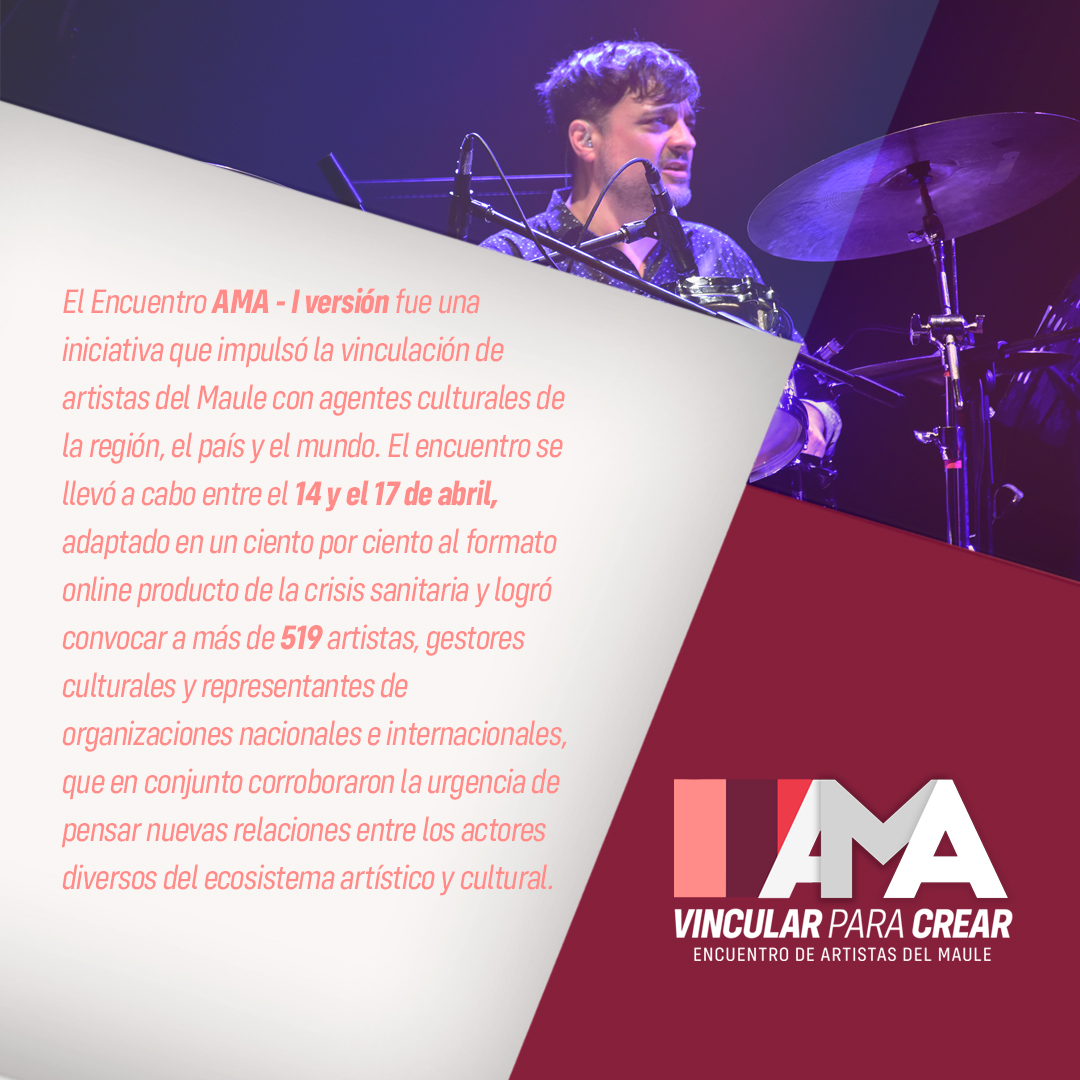 El Encuentro AMA - I versión fue una
iniciativa que impulsó la vinculación de
artistas del Maule con agentes culturales de
la región, el país y el mundo. El encuentro se
llevó a cabo entre el 14 y el 17 de abril,
adaptado en un ciento por ciento al formato
online producto de la crisis sanitaria y logró
convocar a más de 519 artistas, gestores
culturales y representantes de
organizaciones nacionales e internacionales,
que en conjunto corroboraron la urgencia de
pensar nuevas relaciones entre los actores
diversos del ecosistema artístico y cultural.
IIAMA
VINCULAR PARA CREAR
ENCUENTRO DE ARTISTAS DEL MAULE